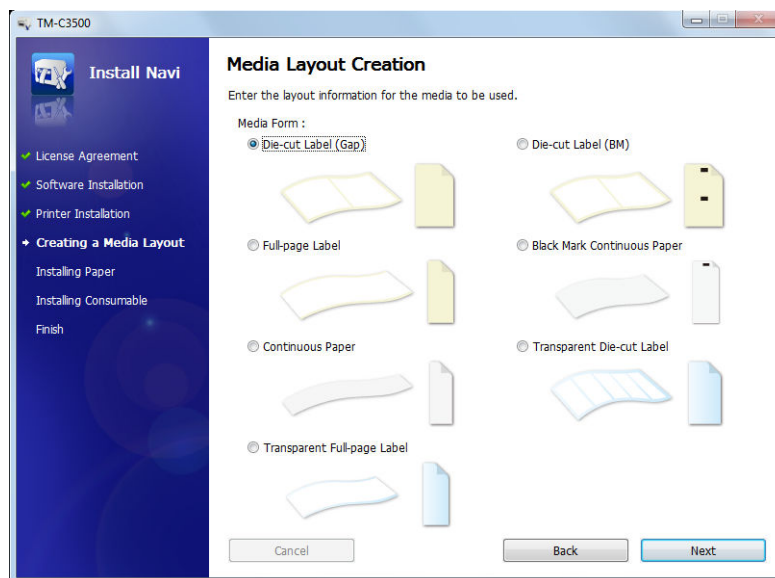 TM-C3500
Install Navi
License Agreement
Software Installation
Printer Installation
Creating a Media Layout
Installing Paper
Installing Consumable
Finish
Media Layout Creation
Enter the layout information for the media to be used.
Media Form :
Die-cut Label (Gap)
Die-cut Label (BM)
Full-page Label
Black Mark Continuous Paper
Continuous Paper
Transparent Die-cut Label
Transparent Full-page Label
Cancel
Back
Next